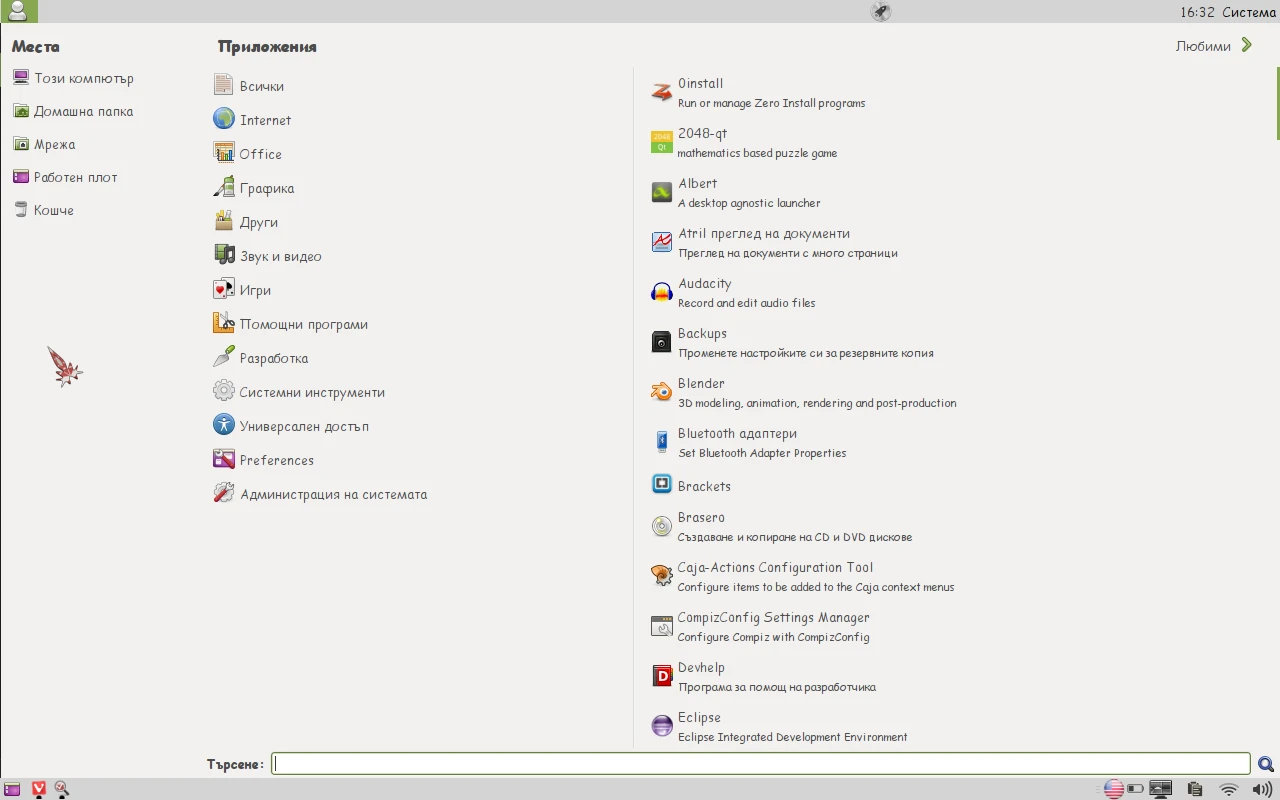 16:32 Система
Места
Този компютър
Домашна папка
Мрежа
Работен плот
Кошче
Приложения
Всички
Internet
Office
Графика
Други
Звук и видео
Игри
Помощни програми
Разработка
Системни инструменти
Универсален достъп
Preferences
Администрация на системата
Любими
0install
Run or manage Zero Install programs
2048-qt
mathematics based puzzle game
Albert
A desktop agnostic launcher
Atril преглед на документи
Преглед на документи с много страници
Audacity
Record and edit audio files
Backups
Променете настройките си за резервните копия
Blender
3D modeling, animation, rendering and post-production
Bluetooth адаптери
Set Bluetooth Adapter Properties
Brackets
Brasero
Създаване и копиране на CD и DVD дискове
Caja-Actions Configuration Tool
Configure items to be added to the Caja context menus
CompizConfig Settings Manager
Configure Compiz with CompizConfig
Devhelp
Програма за помощ на разработчика
Eclipse
Eclipse Integrated Development Environment
Търсене: